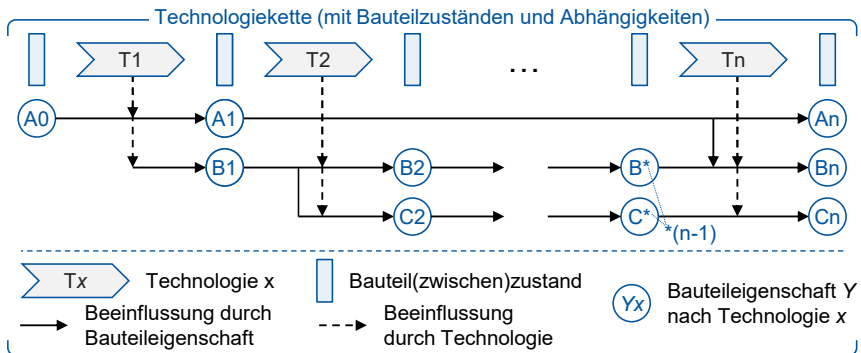 Technologiekette (mit Bauteilzuständen und Abhängigkeiten)
T1 T2 ... Tn
A0 A1 An
B1 B2 B* Bn
C2 C* Cn
*(n-1)
Tx Technologie x
Bauteil(zwischen)zustand
Yx Bauteileigenschaft Y
nach Technologie x
Beeinflussung durch
Bauteileigenschaft
Beeinflussung
durch Technologie